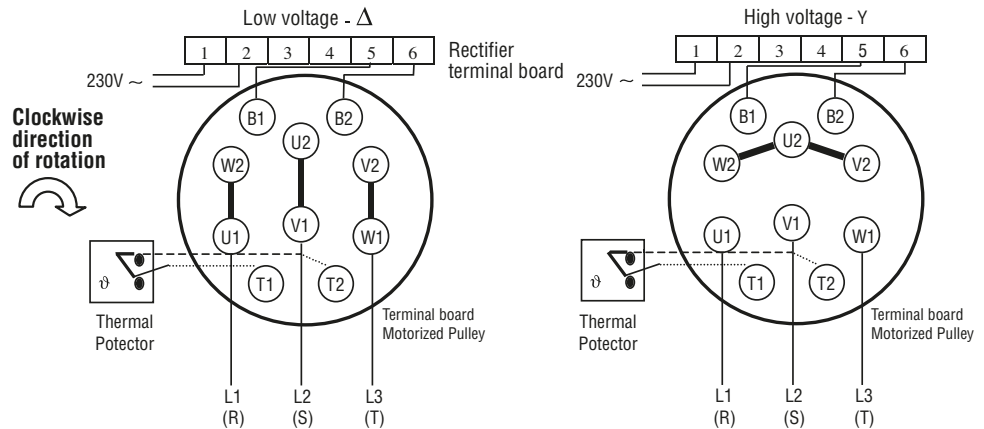 Low voltage - Δ
1 2 3 4 5 6
Rectifier
terminal board
230V ~
Clockwise
direction
of rotation
B1 B2
U2
W2 V2
V1
U1 W1
T1 T2
ϑ
Thermal
Potector
Terminal board
Motorized Pulley
L1 L2 L3
(R) (S) (T)
High voltage - Y
1 2 3 4 5 6
230V ~
B1 B2
U2
W2 V2
V1
U1 W1
T1 T2
ϑ
Thermal
Potector
Terminal board
Motorized Pulley
L1 L2 L3
(R) (S) (T)